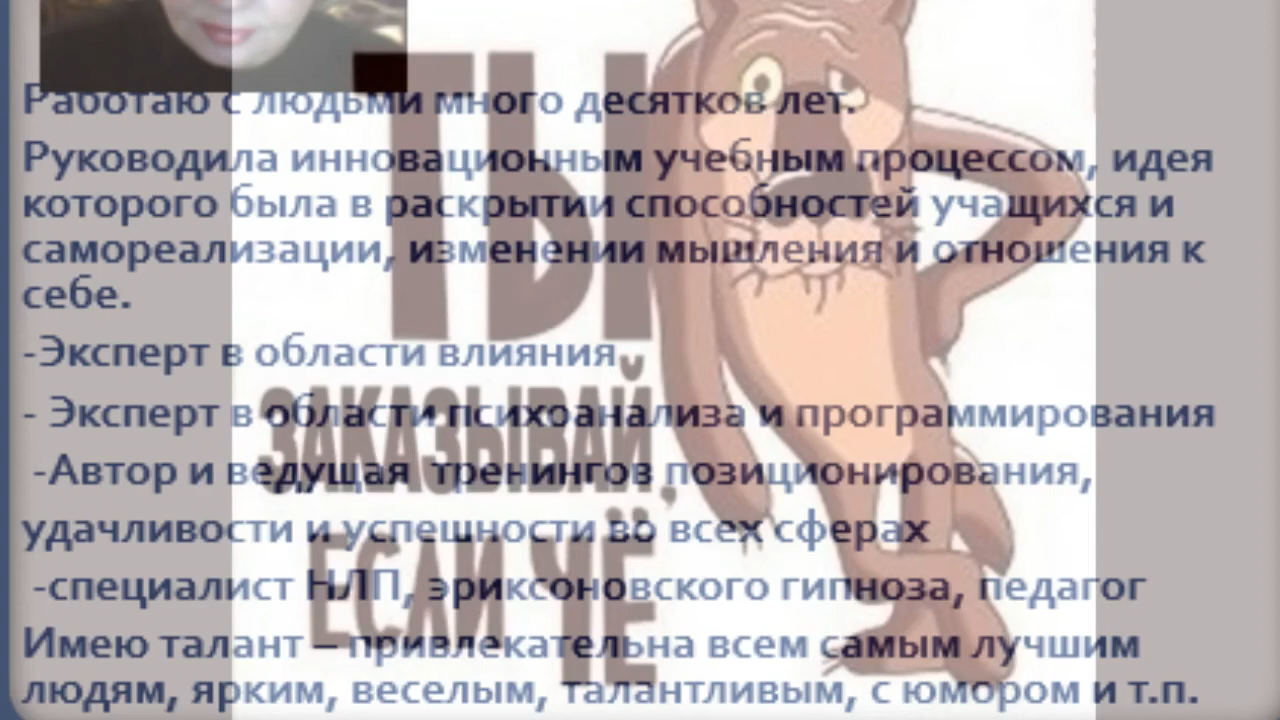 Работаю с людьми много десятков лет.
Руководила инновационным учебным процессом, идея
которого была в раскрытии способностей учащихся и
самореализации, изменении мышления и отношения к
себе.
-Эксперт в области влияния
- Эксперт в области психоанализа и программирования
-Автор и ведущая тренингов позиционирования,
удачливости и успешности во всех сферах
-специалист НЛП, эриксоновского гипноза, педагог
Имею талант – привлекательна всем самым лучшим
людям, ярким, веселым, талантливым, с юмором и т.п.
ТЫ
ЗАКАЗЫВАЙ,
ЕСЛИ ЧЁ